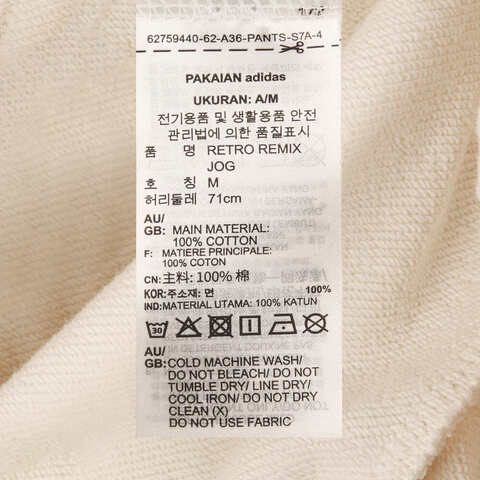 62759440-62-A36-PANTS-S7A-4
PAKAIAN adidas
UKURAN: A/M
전기용품 및 생활용품 안전
관리법에 의한 품질표시
품 명 RETRO REMIX
JOG
호 칭 M
허리둘레 71cm
AU/
GB: MAIN MATERIAL:
100% COTTON
F: MATIERE PRINCIPALE:
100% COTON
CN: 主料: 100% 棉
KOR: 주소재: 면 100%
IND: MATERIAL UTAMA: 100% KATUN
30
AU/
GB: COLD MACHINE WASH/
DO NOT BLEACH/ DO NOT
TUMBLE DRY/ LINE DRY/
COOL IRON/ DO NOT DRY
CLEAN (X)
DO NOT USE FABRIC